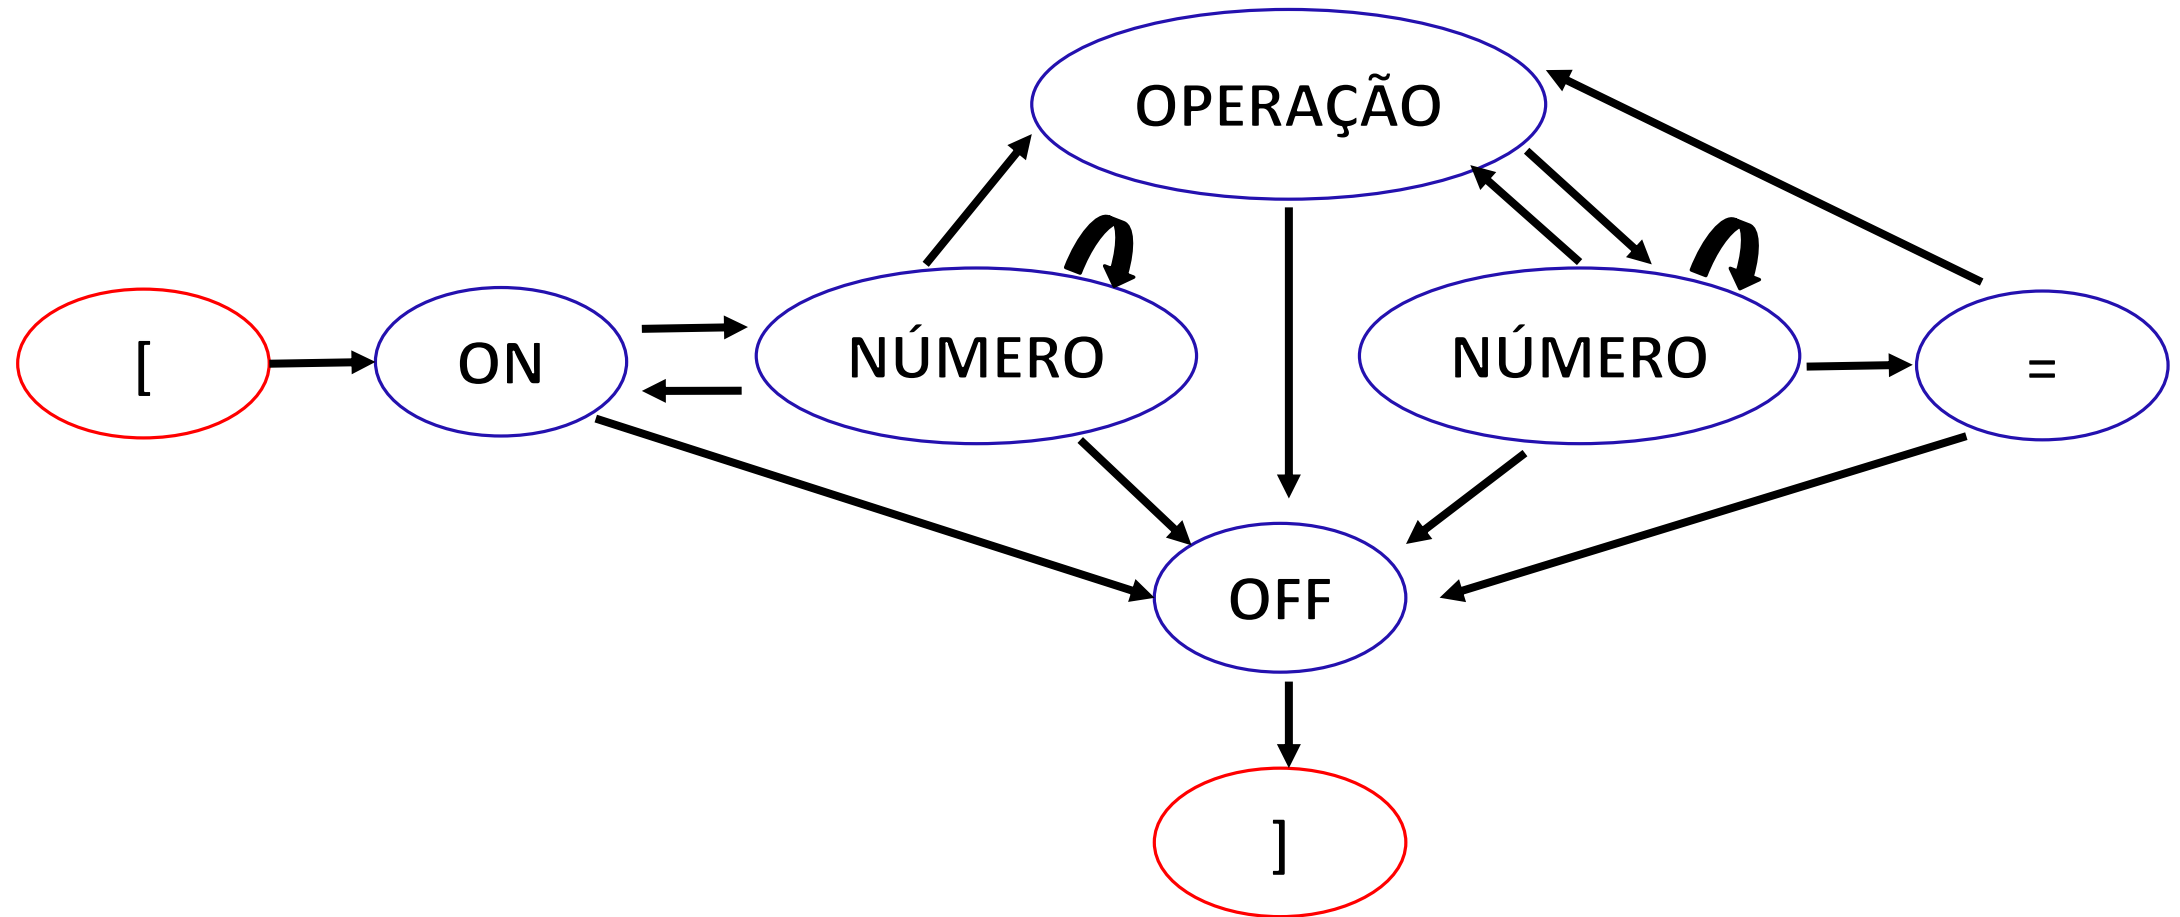 OPERAÇÃO
[
ON
NÚMERO
NÚMERO
=
OFF
]